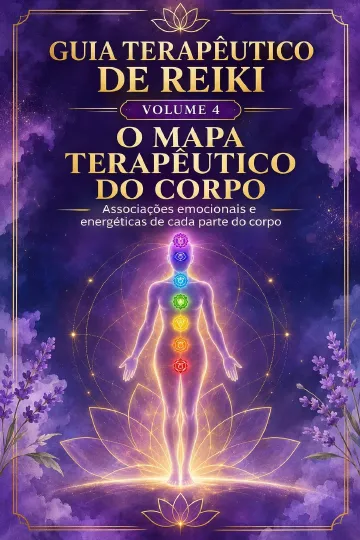 GUIA TERAPÊUTICO
DE REIKI
VOLUME 4
O MAPA
TERAPÊUTICO
DO CORPO
Associações emocionais e
energéticas de cada parte do corpo